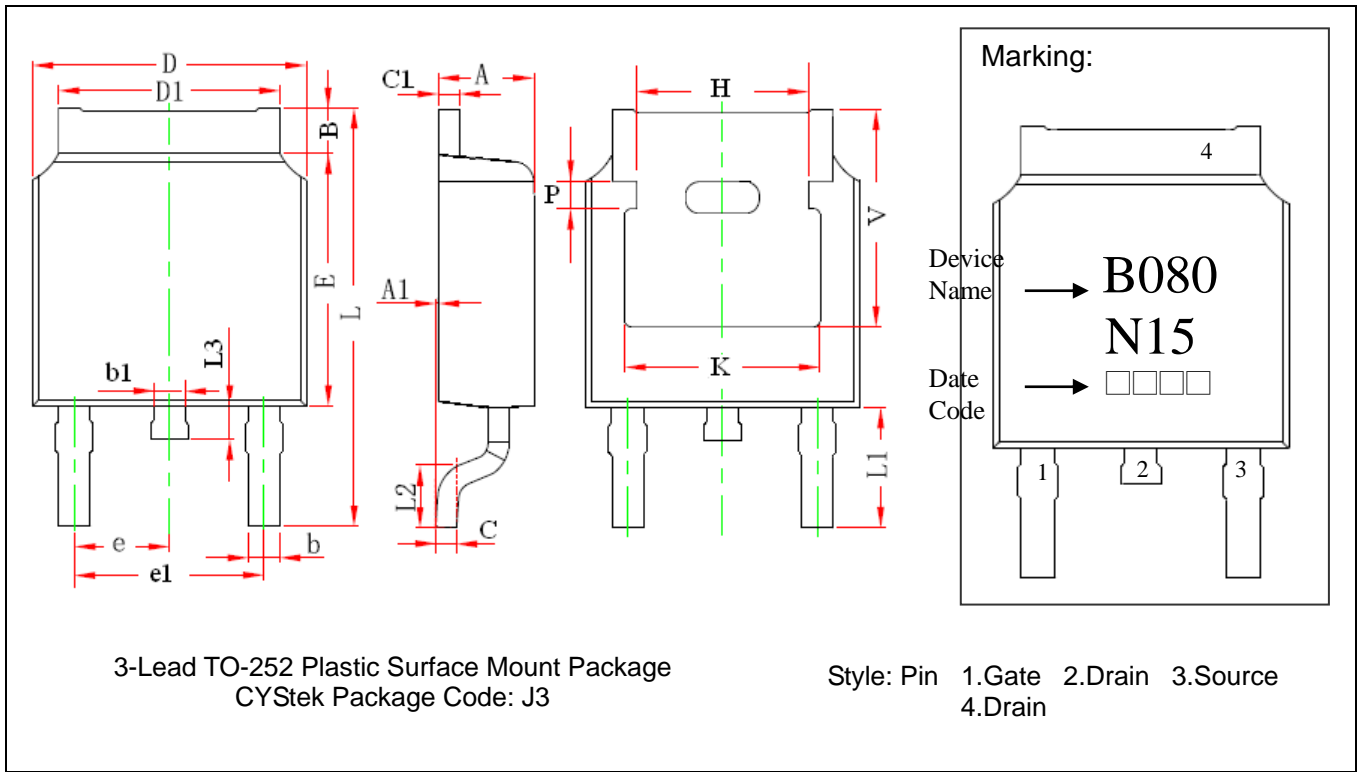 D
D1
B
E
L
L3
b1
e
e1
b
C1
A
A1
L2
C
H
P
V
K
L1
Marking:
4
Device
Name
B080
N15
Date
Code
□□□□
1
2
3
3-Lead TO-252 Plastic Surface Mount Package
CYStek Package Code: J3
Style: Pin 1.Gate 2.Drain 3.Source
4.Drain